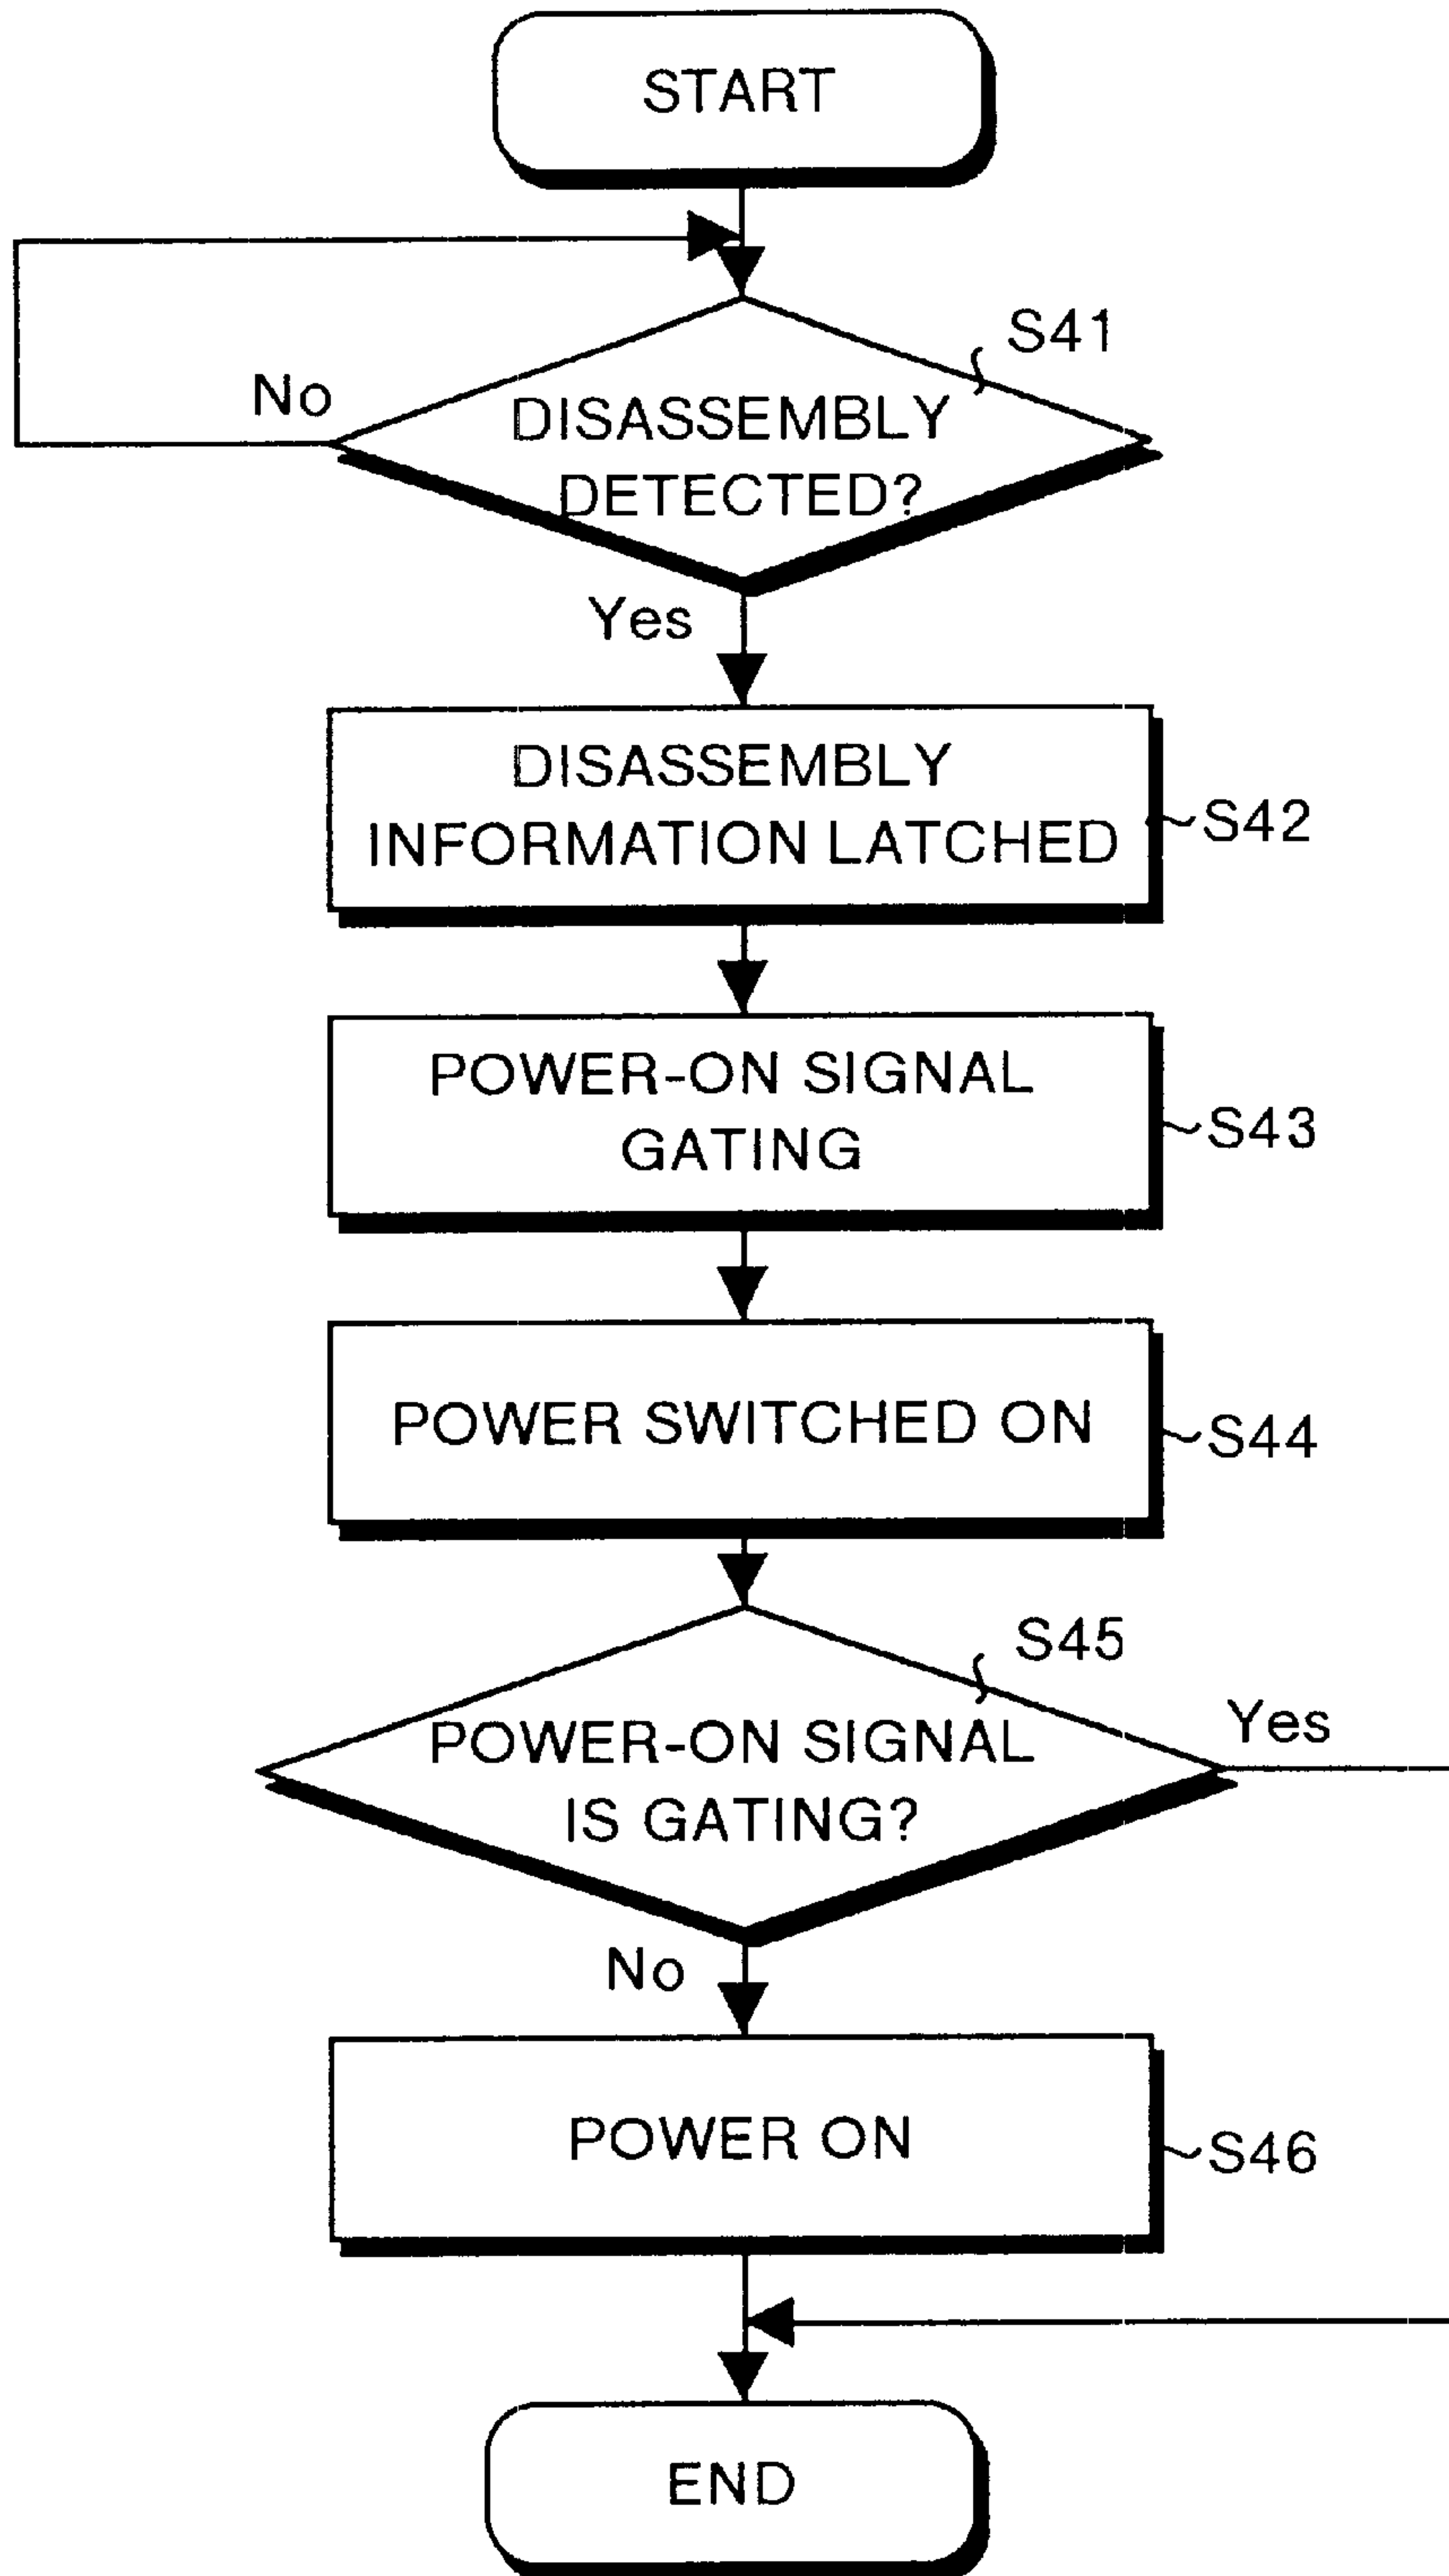 START
S41
No
DISASSEMBLY
DETECTED?
Yes
DISASSEMBLY
INFORMATION LATCHED
S42
POWER-ON SIGNAL
GATING
S43
POWER SWITCHED ON
S44
S45
Yes
POWER-ON SIGNAL
IS GATING?
No
POWER ON
S46
END